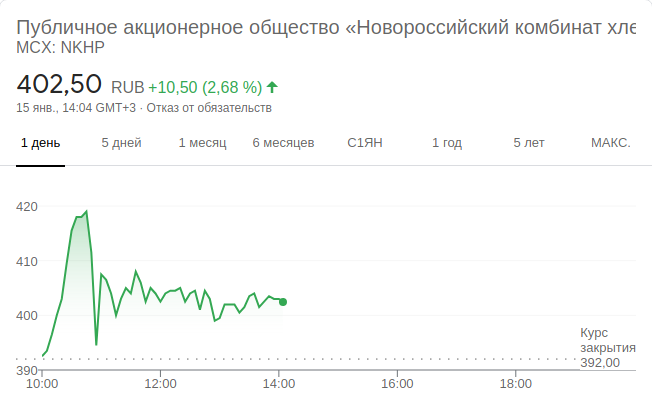 Публичное акционерное общество «Новороссийский комбинат хле
MCX: NKHP
402,50 RUB +10,50 (2,68 %)
15 янв., 14:04 GMT+3 · Отказ от обязательств
1 день 5 дней 1 месяц 6 месяцев С1ЯН 1 год 5 лет МАКС.
420
410
400
Курс
закрытия
392,00
390
10:00 12:00 14:00 16:00 18:00